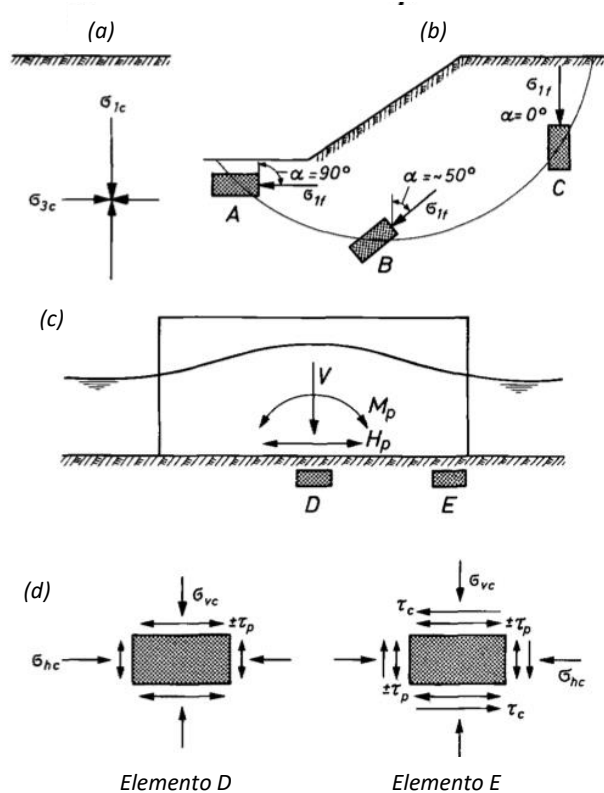 (a)
(b)
σ1c
σ3c
α=90°
σ1f
A
α=~50°
σ1f
B
σ1f
α=0°
C
(c)
V
Mp
Hp
D
E
(d)
σvc
±τp
σhc
σvc
τc
±τp
±τp
σhc
τc
Elemento D
Elemento E